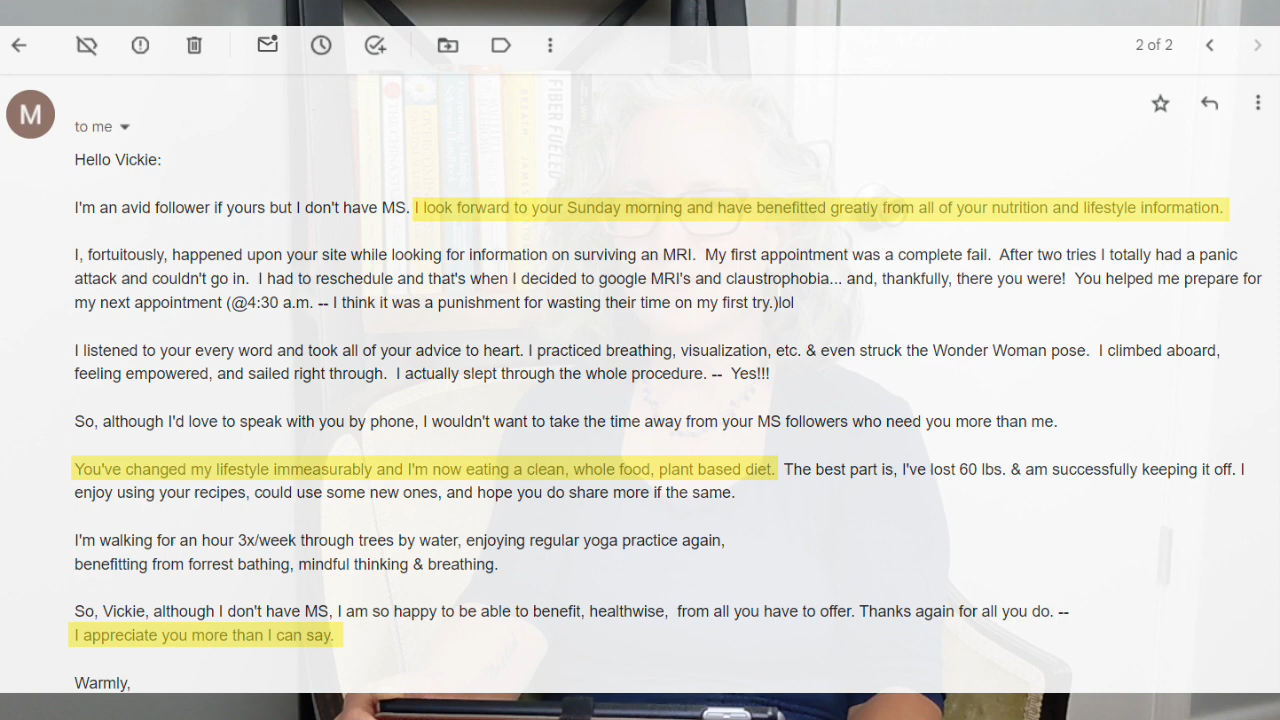 2 of 2
M
to me
Hello Vickie:
I'm an avid follower if yours but I don't have MS. I look forward to your Sunday morning and have benefitted greatly from all of your nutrition and lifestyle information.
I, fortuitously, happened upon your site while looking for information on surviving an MRI.  My first appointment was a complete fail.  After two tries I totally had a panic
attack and couldn't go in.  I had to reschedule and that's when I decided to google MRI's and claustrophobia... and, thankfully, there you were!  You helped me prepare for
my next appointment (@4:30 a.m. -- I think it was a punishment for wasting their time on my first try.)lol
I listened to your every word and took all of your advice to heart. I practiced breathing, visualization, etc. & even struck the Wonder Woman pose.  I climbed aboard,
feeling empowered, and sailed right through.  I actually slept through the whole procedure. --  Yes!!!
So, although I'd love to speak with you by phone, I wouldn't want to take the time away from your MS followers who need you more than me.
You've changed my lifestyle immeasurably and I'm now eating a clean, whole food, plant based diet.  The best part is, I've lost 60 lbs. & am successfully keeping it off. I
enjoy using your recipes, could use some new ones, and hope you do share more if the same.
I'm walking for an hour 3x/week through trees by water, enjoying regular yoga practice again,
benefitting from forrest bathing, mindful thinking & breathing.
So, Vickie, although I don't have MS, I am so happy to be able to benefit, healthwise,  from all you have to offer. Thanks again for all you do. --
I appreciate you more than I can say.
Warmly,
FIBER FUELED
BREATH